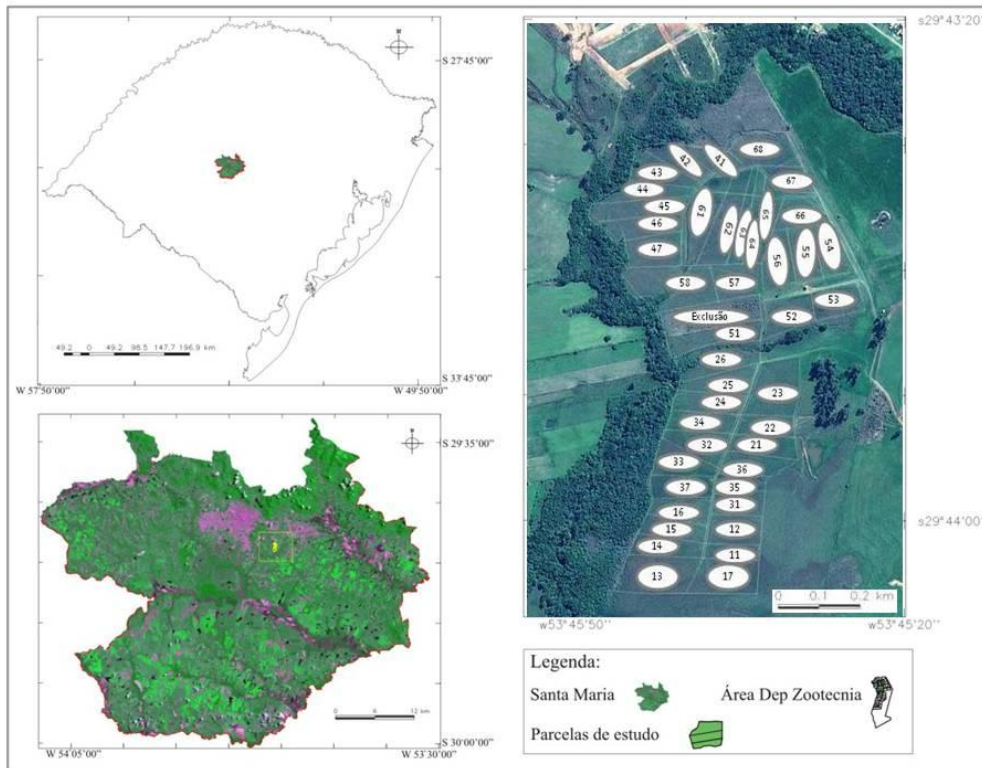 N
S 27°45'00"
49.2 0 49.2 98.5 147.7 196.9 km
S 33°45'00"
W 57°50'00" W 49°50'00"
S 29°35'00"
0 6 12 km
S 30°00'00"
W 54°05'00" W 53°30'00"
s29°43'20"
68
42 41
43
67
44
45
61
65
66
46
62
63
54
47
64
55
56
58 57
53
Exclusão
52
51
26
25
23
24
34
22
32 21
33
36
37 35
31
16
15 12
s29°44'00"
14
11
13 17
0 0.1 0.2 km
w53°45'50" w53°45'20"
Legenda:
Santa Maria Área Dep Zootecnia
Parcelas de estudo